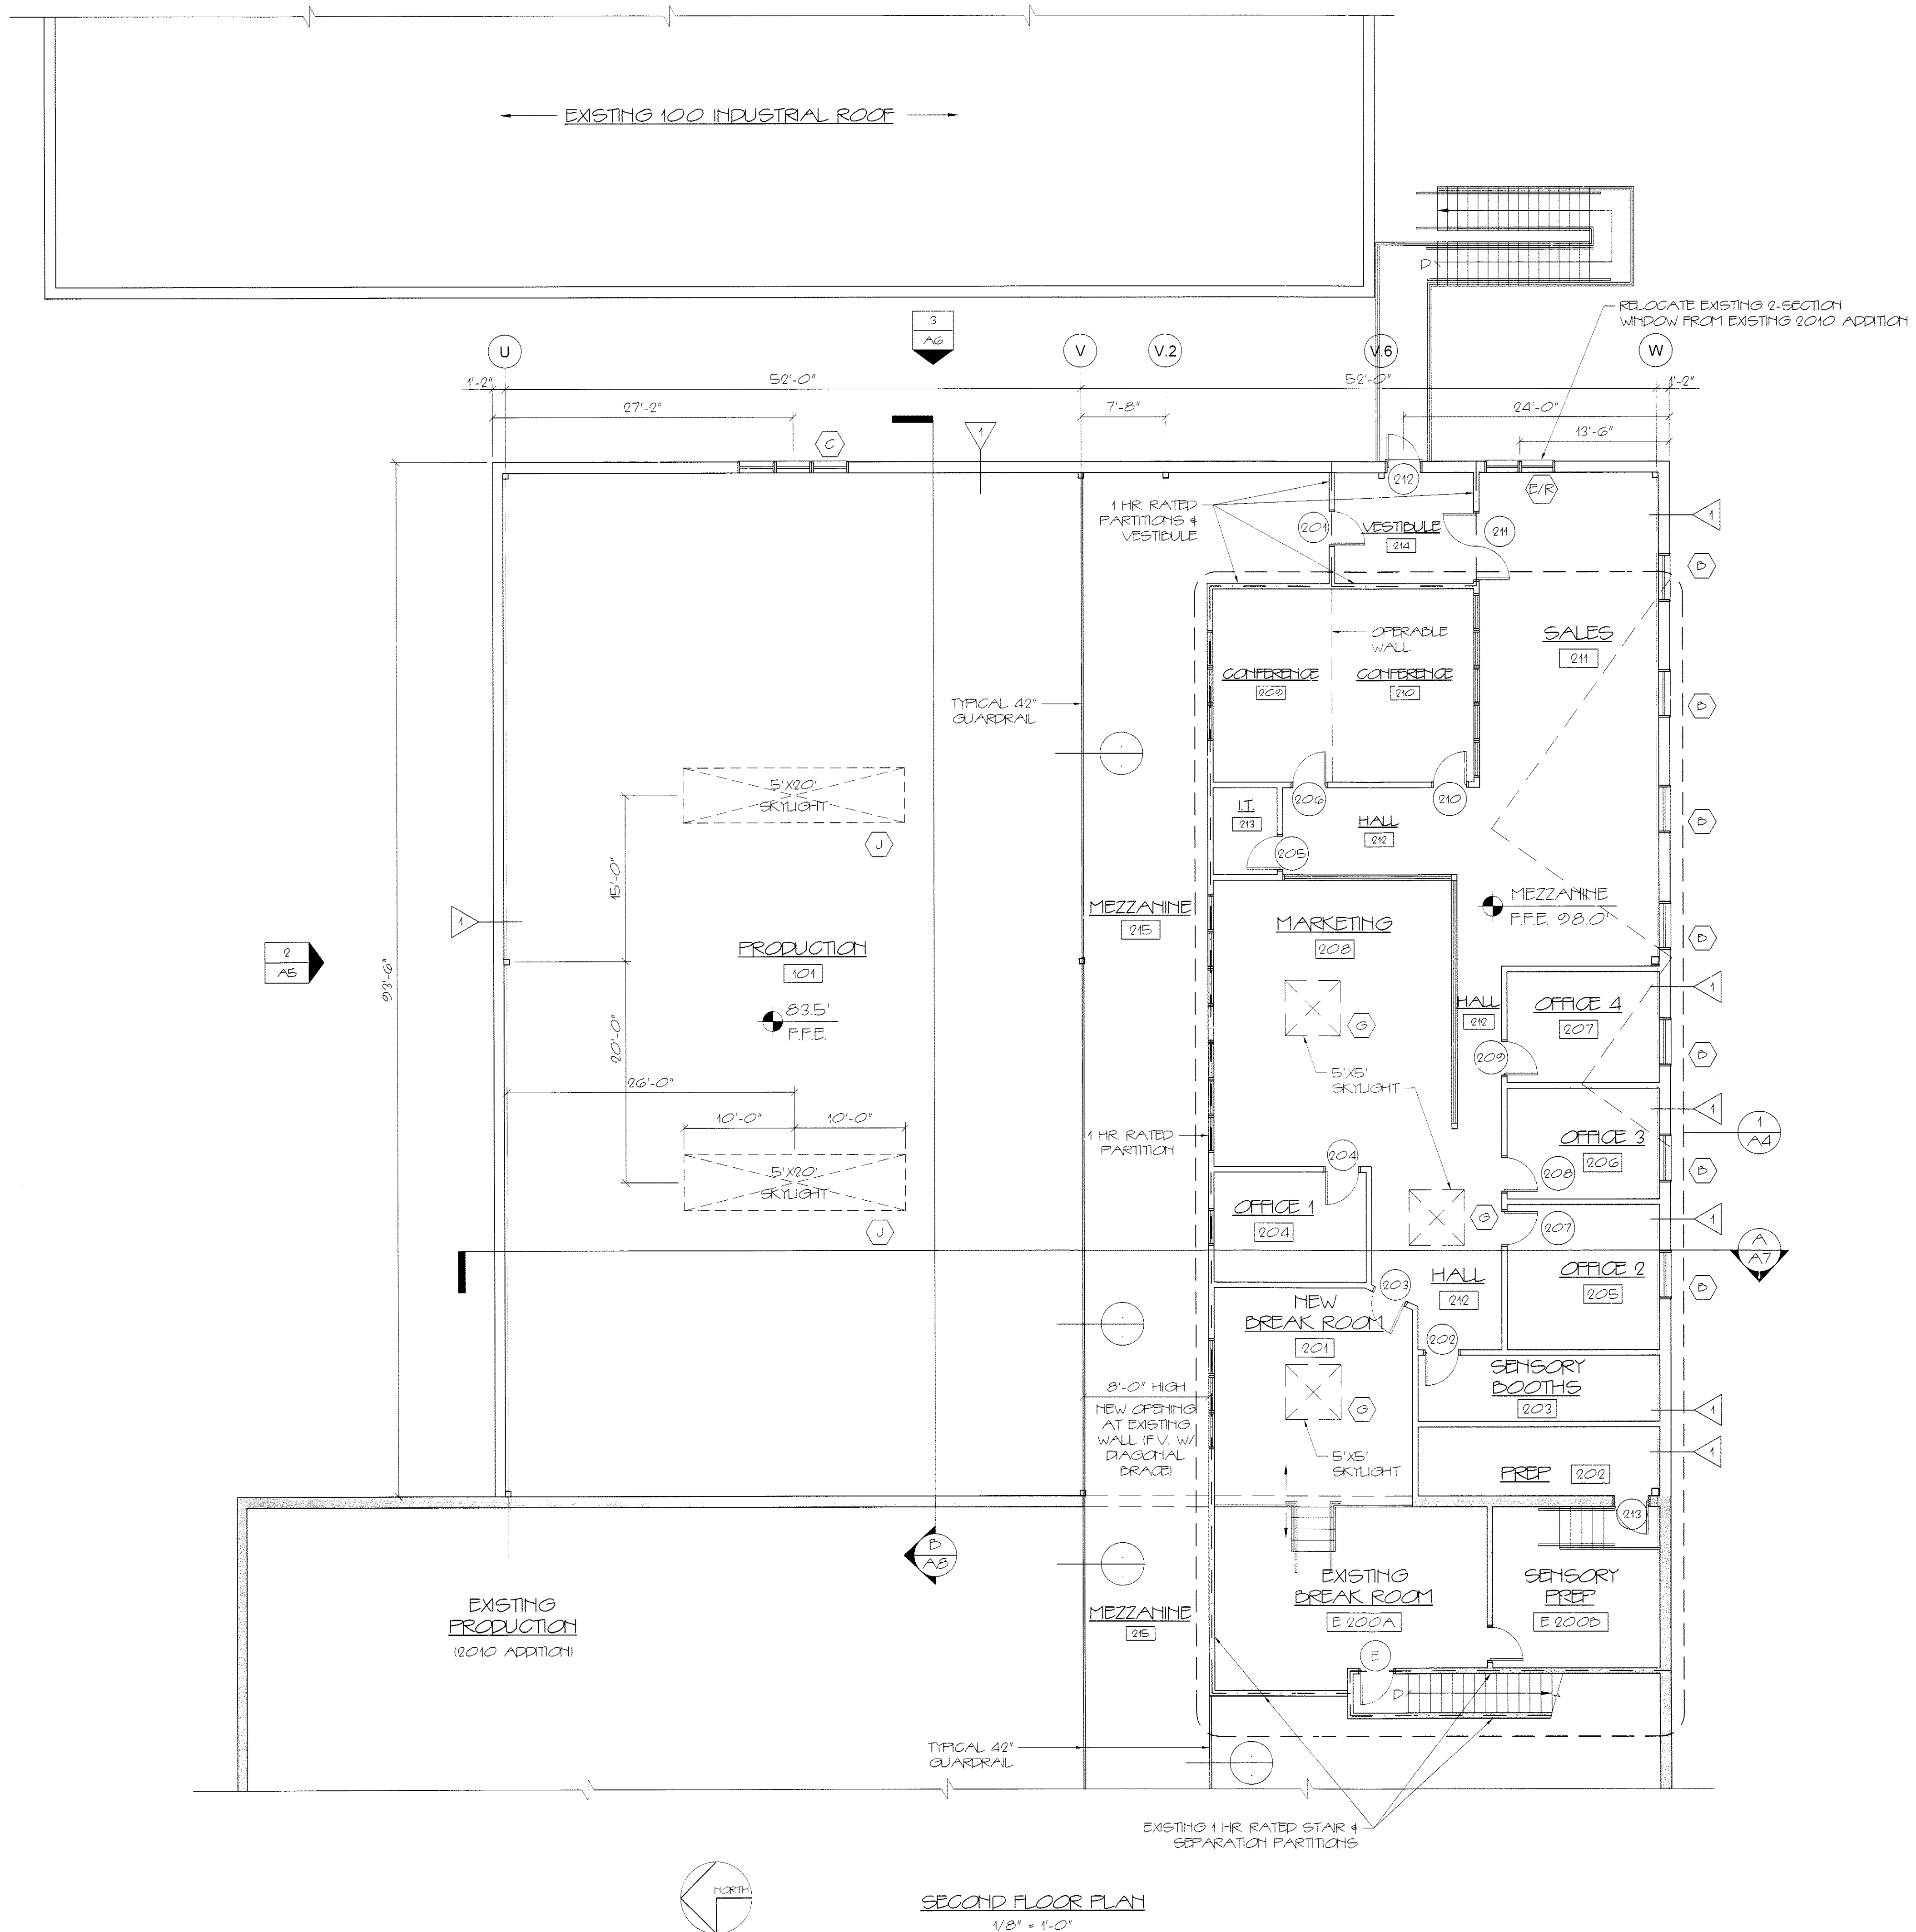 EXISTING 100 INDUSTRIAL ROOF
D
RELOCATE EXISTING 2-SECTION
WINDOW FROM EXISTING 2010 ADDITION
3
A6
U
V
V.2
V.6
W
1'-2"
52'-0"
52'-0"
1'-2"
27'-2"
7'-8"
24'-0"
13'-6"
C
1
212
E/R
1 HR. RATED
PARTITIONS &
VESTIBULE
201
VESTIBULE
214
211
1
B
OPERABLE
WALL
SALES
211
CONFERENCE
209
CONFERENCE
210
B
TYPICAL 42"
GUARDRAIL
5'X20'
SKYLIGHT
J
I.T.
213
206
210
HALL
212
205
B
15'-0"
MEZZANINE
F.F.E. 98.0'
MEZZANINE
215
MARKETING
208
1
PRODUCTION
101
83.5'
F.F.E.
2
A5
93'-6"
B
1
HALL
212
OFFICE 4
207
G
209
B
20'-0"
26'-0"
5'X5'
SKYLIGHT
10'-0"
10'-0"
1
1
A4
1 HR. RATED
PARTITION
OFFICE 3
206
204
208
B
5'X20'
SKYLIGHT
J
OFFICE 1
204
G
207
1
A
A7
HALL
212
OFFICE 2
205
B
203
NEW
BREAK ROOM
201
202
G
SENSORY
BOOTHS
203
1
8'-0" HIGH
NEW OPENING
AT EXISTING
WALL (F.V. W/
DIAGONAL
BRACE)
5'X5'
SKYLIGHT
1
PREP
202
213
B
A8
EXISTING
BREAK ROOM
E 200A
SENSORY
PREP
E 200B
EXISTING
PRODUCTION
(2010 ADDITION)
MEZZANINE
215
E
D
TYPICAL 42"
GUARDRAIL
EXISTING 1 HR. RATED STAIR &
SEPARATION PARTITIONS
NORTH
SECOND FLOOR PLAN
1/8" = 1'-0"